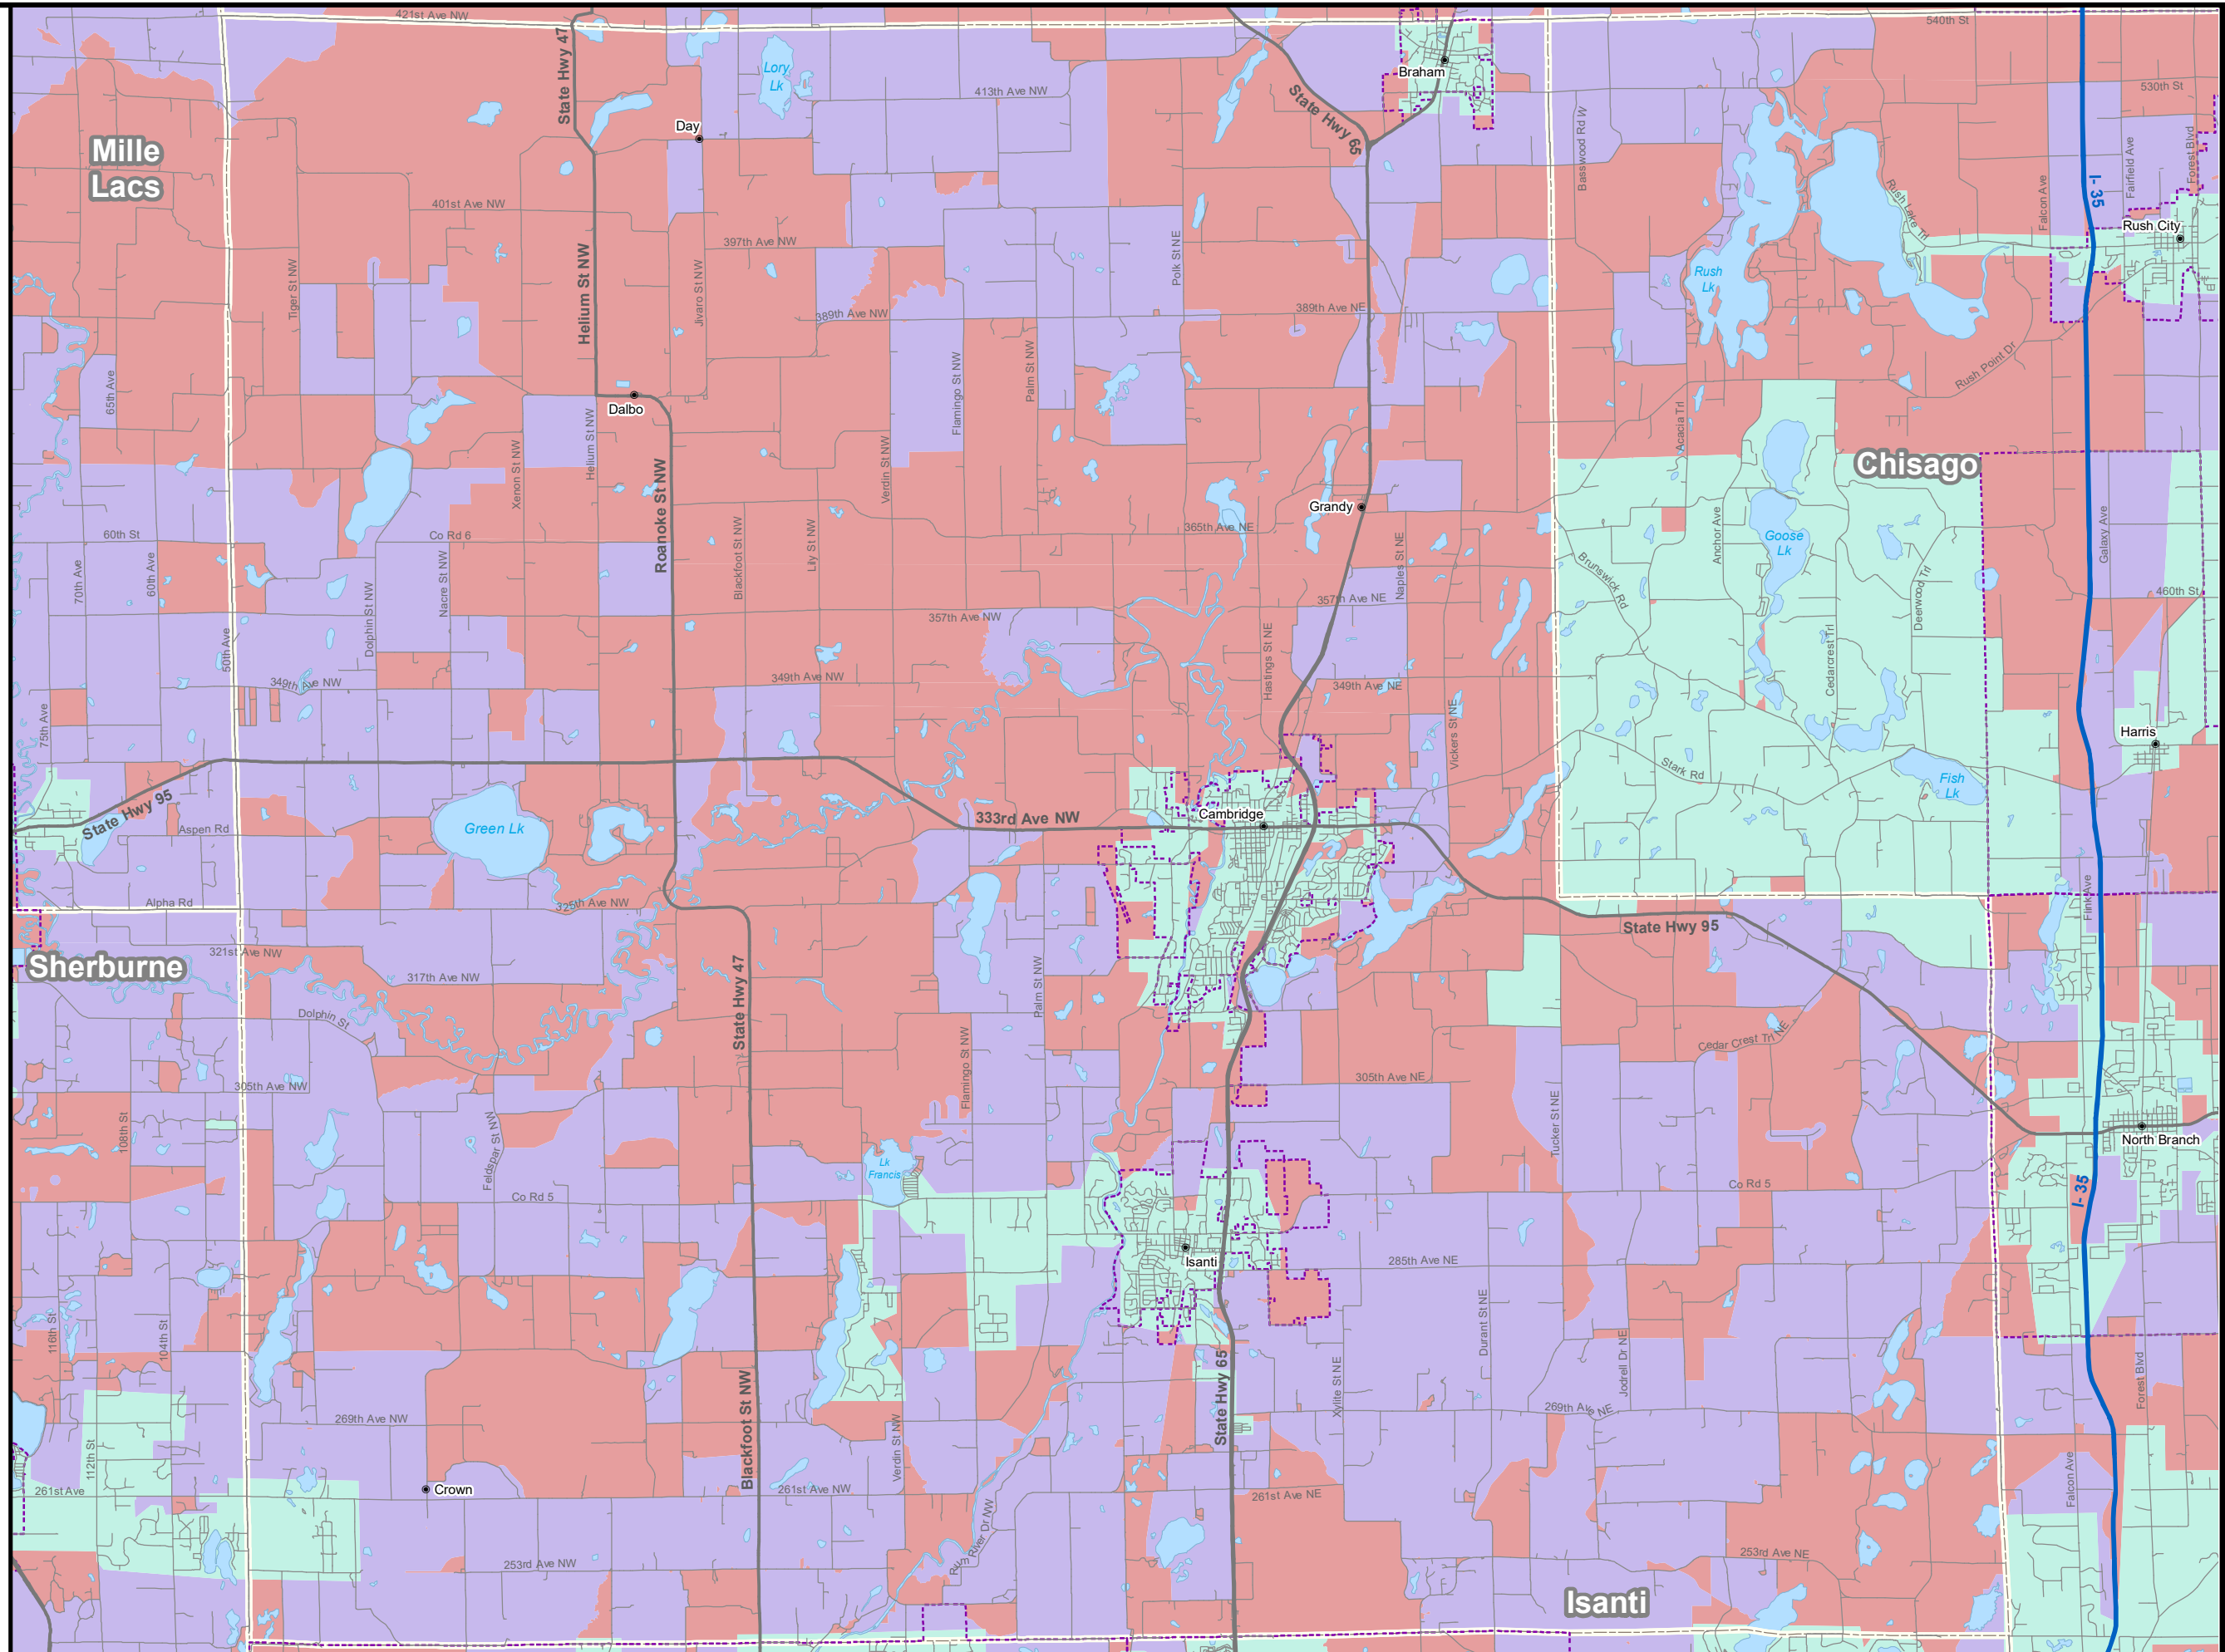 421st Ave NW
540th St
State Hwy 47
Lory
Lk
Braham
530th St
413th Ave NW
State Hwy 65
Day
Basswood Rd W
Mille
Lacs
I- 35
Fairfield Ave
Forest Blvd
Rush Lake Trl
Falcon Ave
401st Ave NW
Rush City
397th Ave NW
Polk St NE
Helium St NW
Tiger St NW
Jivaro St NW
Rush
Lk
389th Ave NW
389th Ave NE
65th Ave
Flamingo St NW
Palm St NW
Rush Point Dr
Dalbo
Helium St NW
Xenon St NW
Verdin St NW
Acacia Trl
Chisago
Roanoke St NW
Grandy
365th Ave NE
60th St
Co Rd 6
Blackfoot St NW
Lily St NW
Anchor Ave
Goose
Lk
Galaxy Ave
70th Ave
60th Ave
Nacre St NW
Naples St NE
Brunswick Rd
Deerwood Trl
460th St
357th Ave NE
357th Ave NW
Dolphin St NW
50th Ave
Hastings St NE
Cedarcrest Trl
349th Ave NW
349th Ave NW
349th Ave NE
75th Ave
Vickers St NE
Harris
Stark Rd
Fish
Lk
State Hwy 95
Aspen Rd
Green Lk
333rd Ave NW
Cambridge
Alpha Rd
325th Ave NW
Flink Ave
State Hwy 95
321st Ave NW
Sherburne
317th Ave NW
State Hwy 47
Palm St NW
Dolphin St
Cedar Crest Trl NE
Flamingo St NW
305th Ave NW
305th Ave NE
108th St
Feldspar St NW
Tucker St NE
North Branch
Lk
Francis
Co Rd 5
Co Rd 5
I- 35
Isanti
285th Ave NE
116th St
104th St
Durant St NE
Jodrell Dr NE
Xylite St NE
State Hwy 65
Forest Blvd
Blackfoot St NW
269th Ave NW
Verdin St NW
112th St
Falcon Ave
Crown
261st Ave
261st Ave NW
261st Ave NE
Rum River Dr NW
253rd Ave NW
253rd Ave NE
Isanti